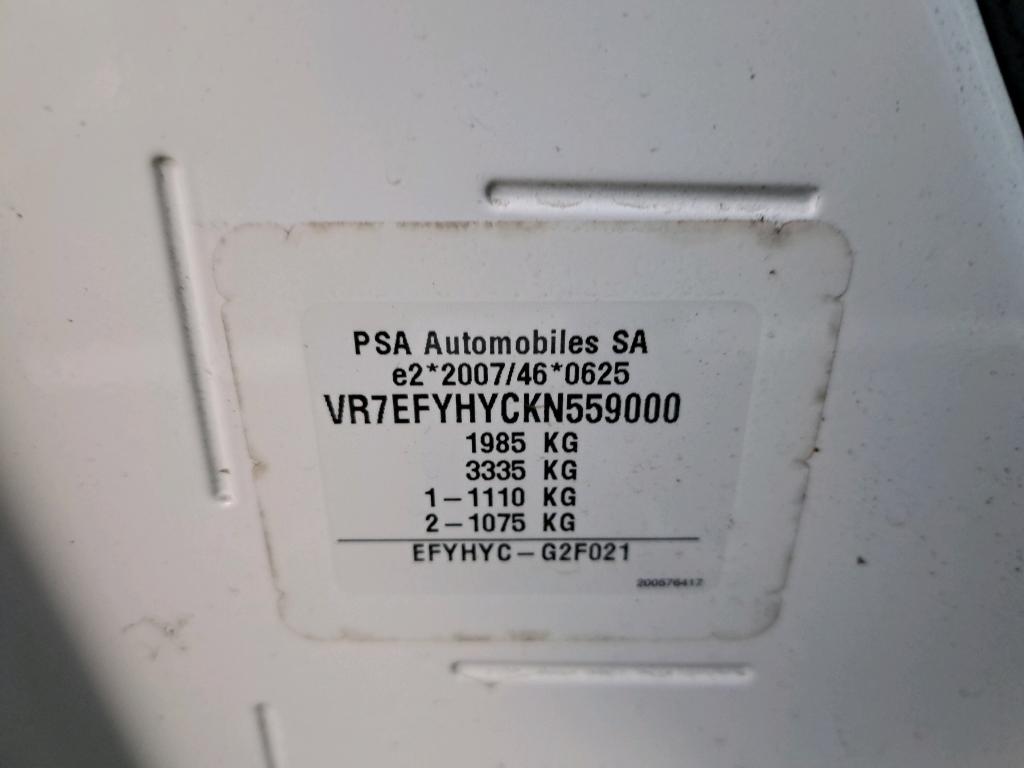 PSA Automobiles SA
e2*2007/46*0625
VR7EFYHYCKN559000
1985 KG
3335 KG
1-1110 KG
2-1075 KG
EFYHYC-G2F021
200576417